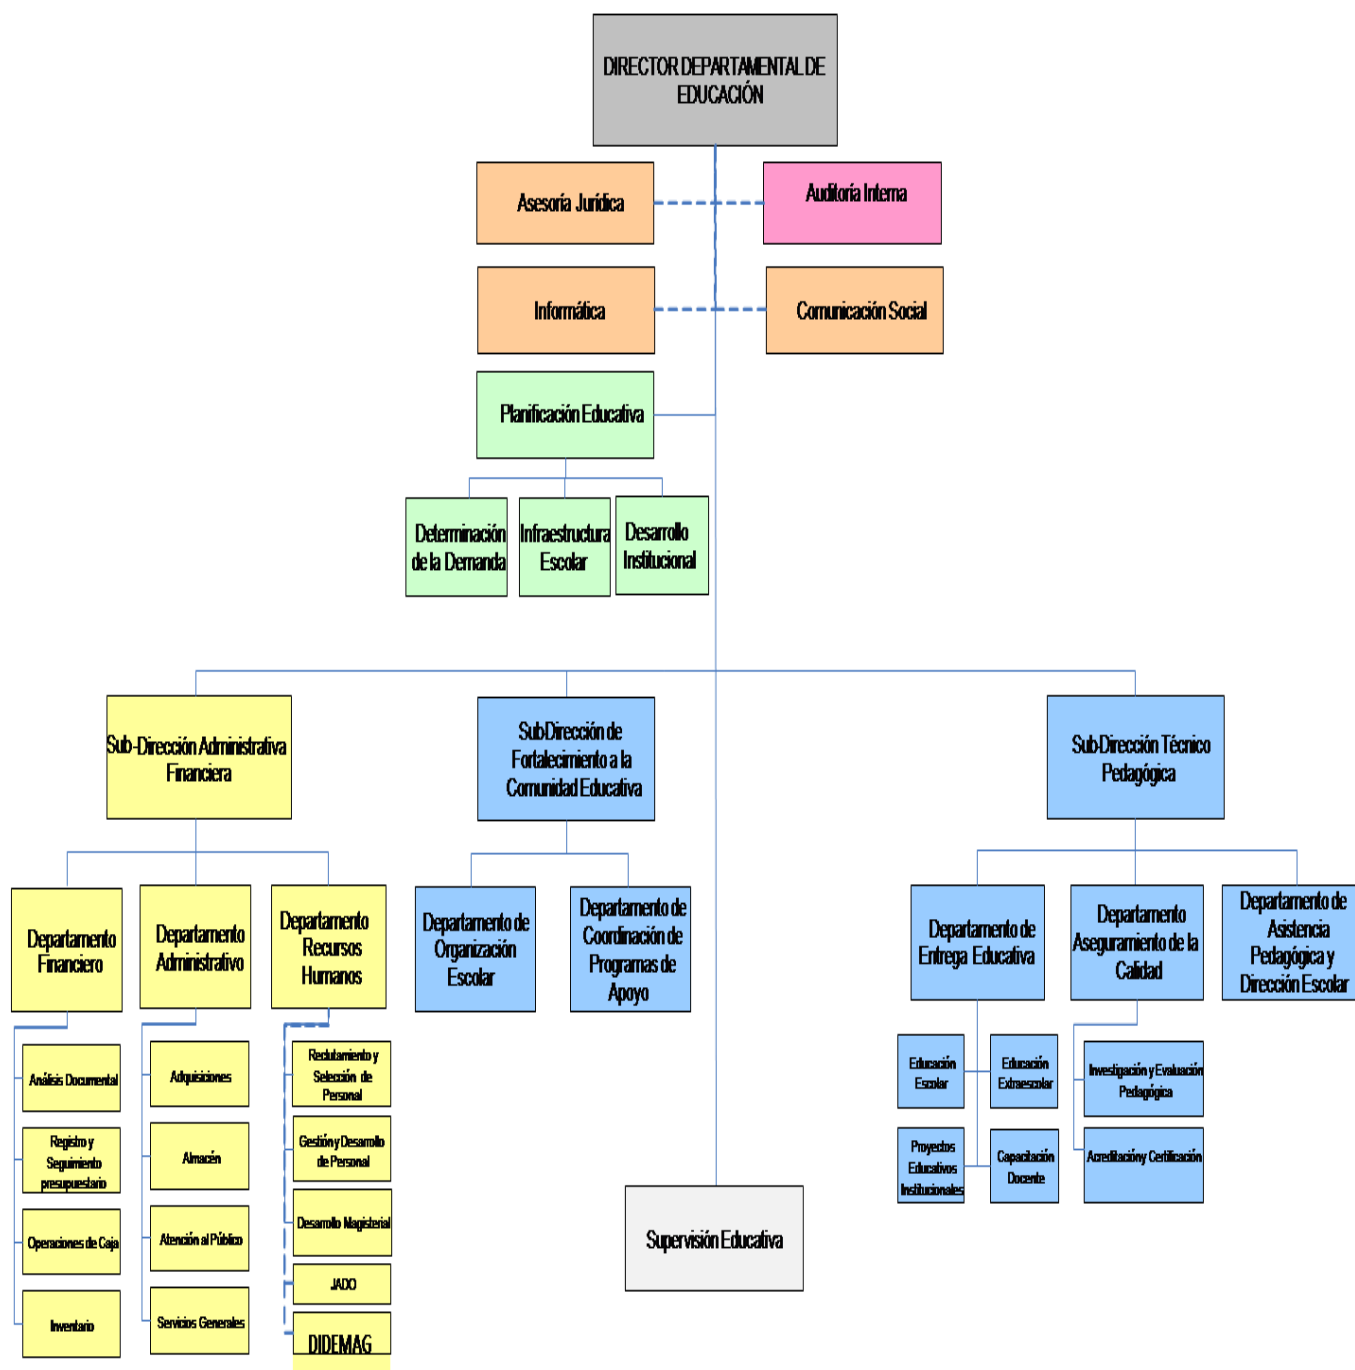 DIRECTOR DEPARTAMENTAL DE
EDUCACIÓN
Asesoría Jurídica
Auditoría Interna
Informática
Comunicación Social
Planificación Educativa
Determinación
de la Demanda
Infraestructura
Escolar
Desarrollo
Institucional
Sub-Dirección Administrativa
Financiera
SubDirección de
Fortalecimiento a la
Comunidad Educativa
SubDirección Técnico
Pedagógica
Departamento
Financiero
Departamento
Administrativo
Departamento
Recursos
Humanos
Departamento de
Organización
Escolar
Departamento de
Coordinación de
Programas de
Apoyo
Departamento de
Entrega Educativa
Departamento
Aseguramiento de la
Calidad
Departamento de
Asistencia
Pedagógica y
Dirección Escolar
Análisis Documental
Registro y
Seguimiento
presupuestario
Operaciones de Caja
Inventario
Adquisiciones
Almacén
Atención al Público
Servicios Generales
Reclutamiento y
Selección de
Personal
Gestión y Desarrollo
de Personal
Desarrollo Magisterial
JADO
DIDEMAG
Educación
Escolar
Educación
Extraescolar
Proyectos
Educativos
Institucionales
Capacitación
Docente
Investigación y Evaluación
Pedagógica
Acreditación y Certificación
Supervisión Educativa